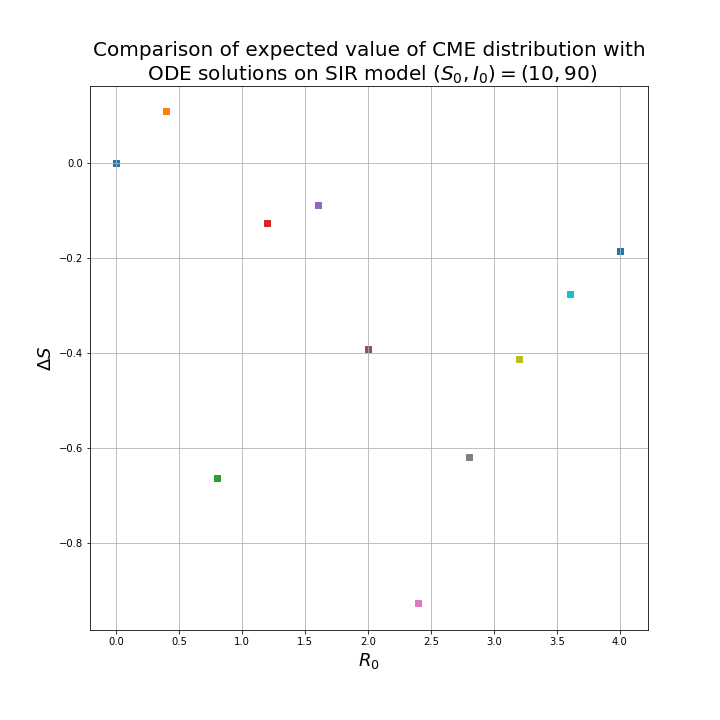 Comparison of expected value of CME distribution with
ODE solutions on SIR model (S₀, I₀) = (10, 90)
0.0
−0.2
−0.4
−0.6
−0.8
ΔS
0.0 0.5 1.0 1.5 2.0 2.5 3.0 3.5 4.0
R₀